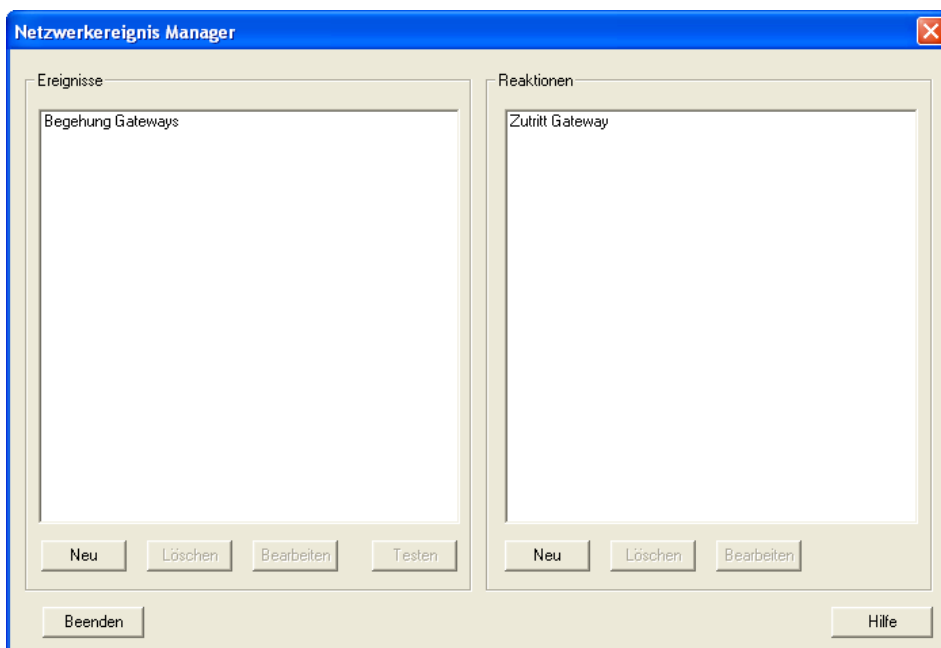 Netzwerkereignis Manager
Ereignisse
Begehung Gateways
Neu Löschen Bearbeiten Testen
Reaktionen
Zutritt Gateway
Neu Löschen Bearbeiten
Beenden
Hilfe